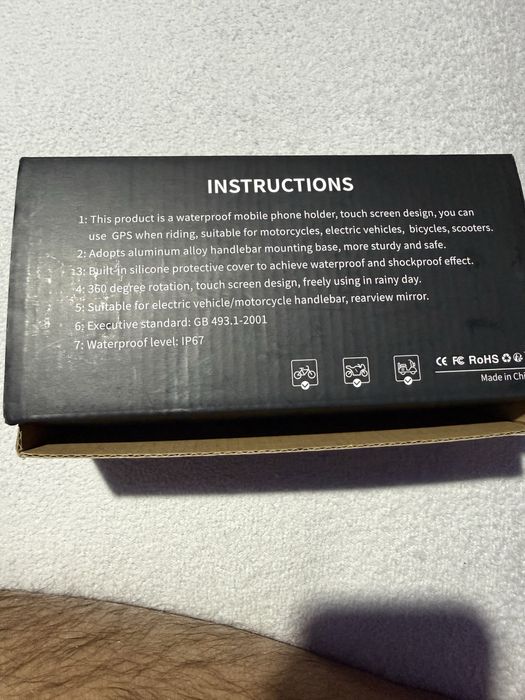 INSTRUCTIONS
1: This product is a waterproof mobile phone holder, touch screen design, you can
use GPS when riding, suitable for motorcycles, electric vehicles, bicycles, scooters.
2: Adopts aluminum alloy handlebar mounting base, more sturdy and safe.
3: Built-in silicone protective cover to achieve waterproof and shockproof effect.
4: 360 degree rotation, touch screen design, freely using in rainy day.
5: Suitable for electric vehicle/motorcycle handlebar, rearview mirror.
6: Executive standard: GB 493.1-2001
7: Waterproof level: IP67
CE FC RoHS
Made in Chi